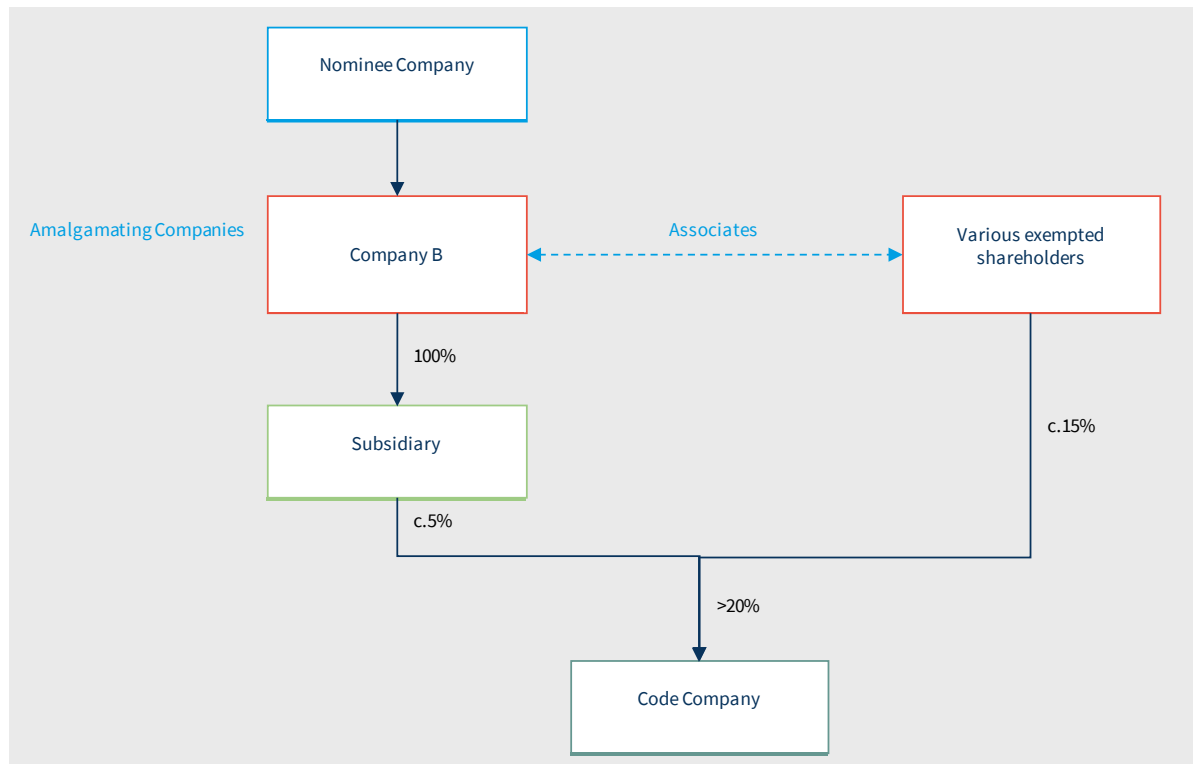 Nominee Company
Amalgamating Companies
Company B
Associates
Various exempted
shareholders
100%
Subsidiary
c.15%
c.5%
>20%
Code Company